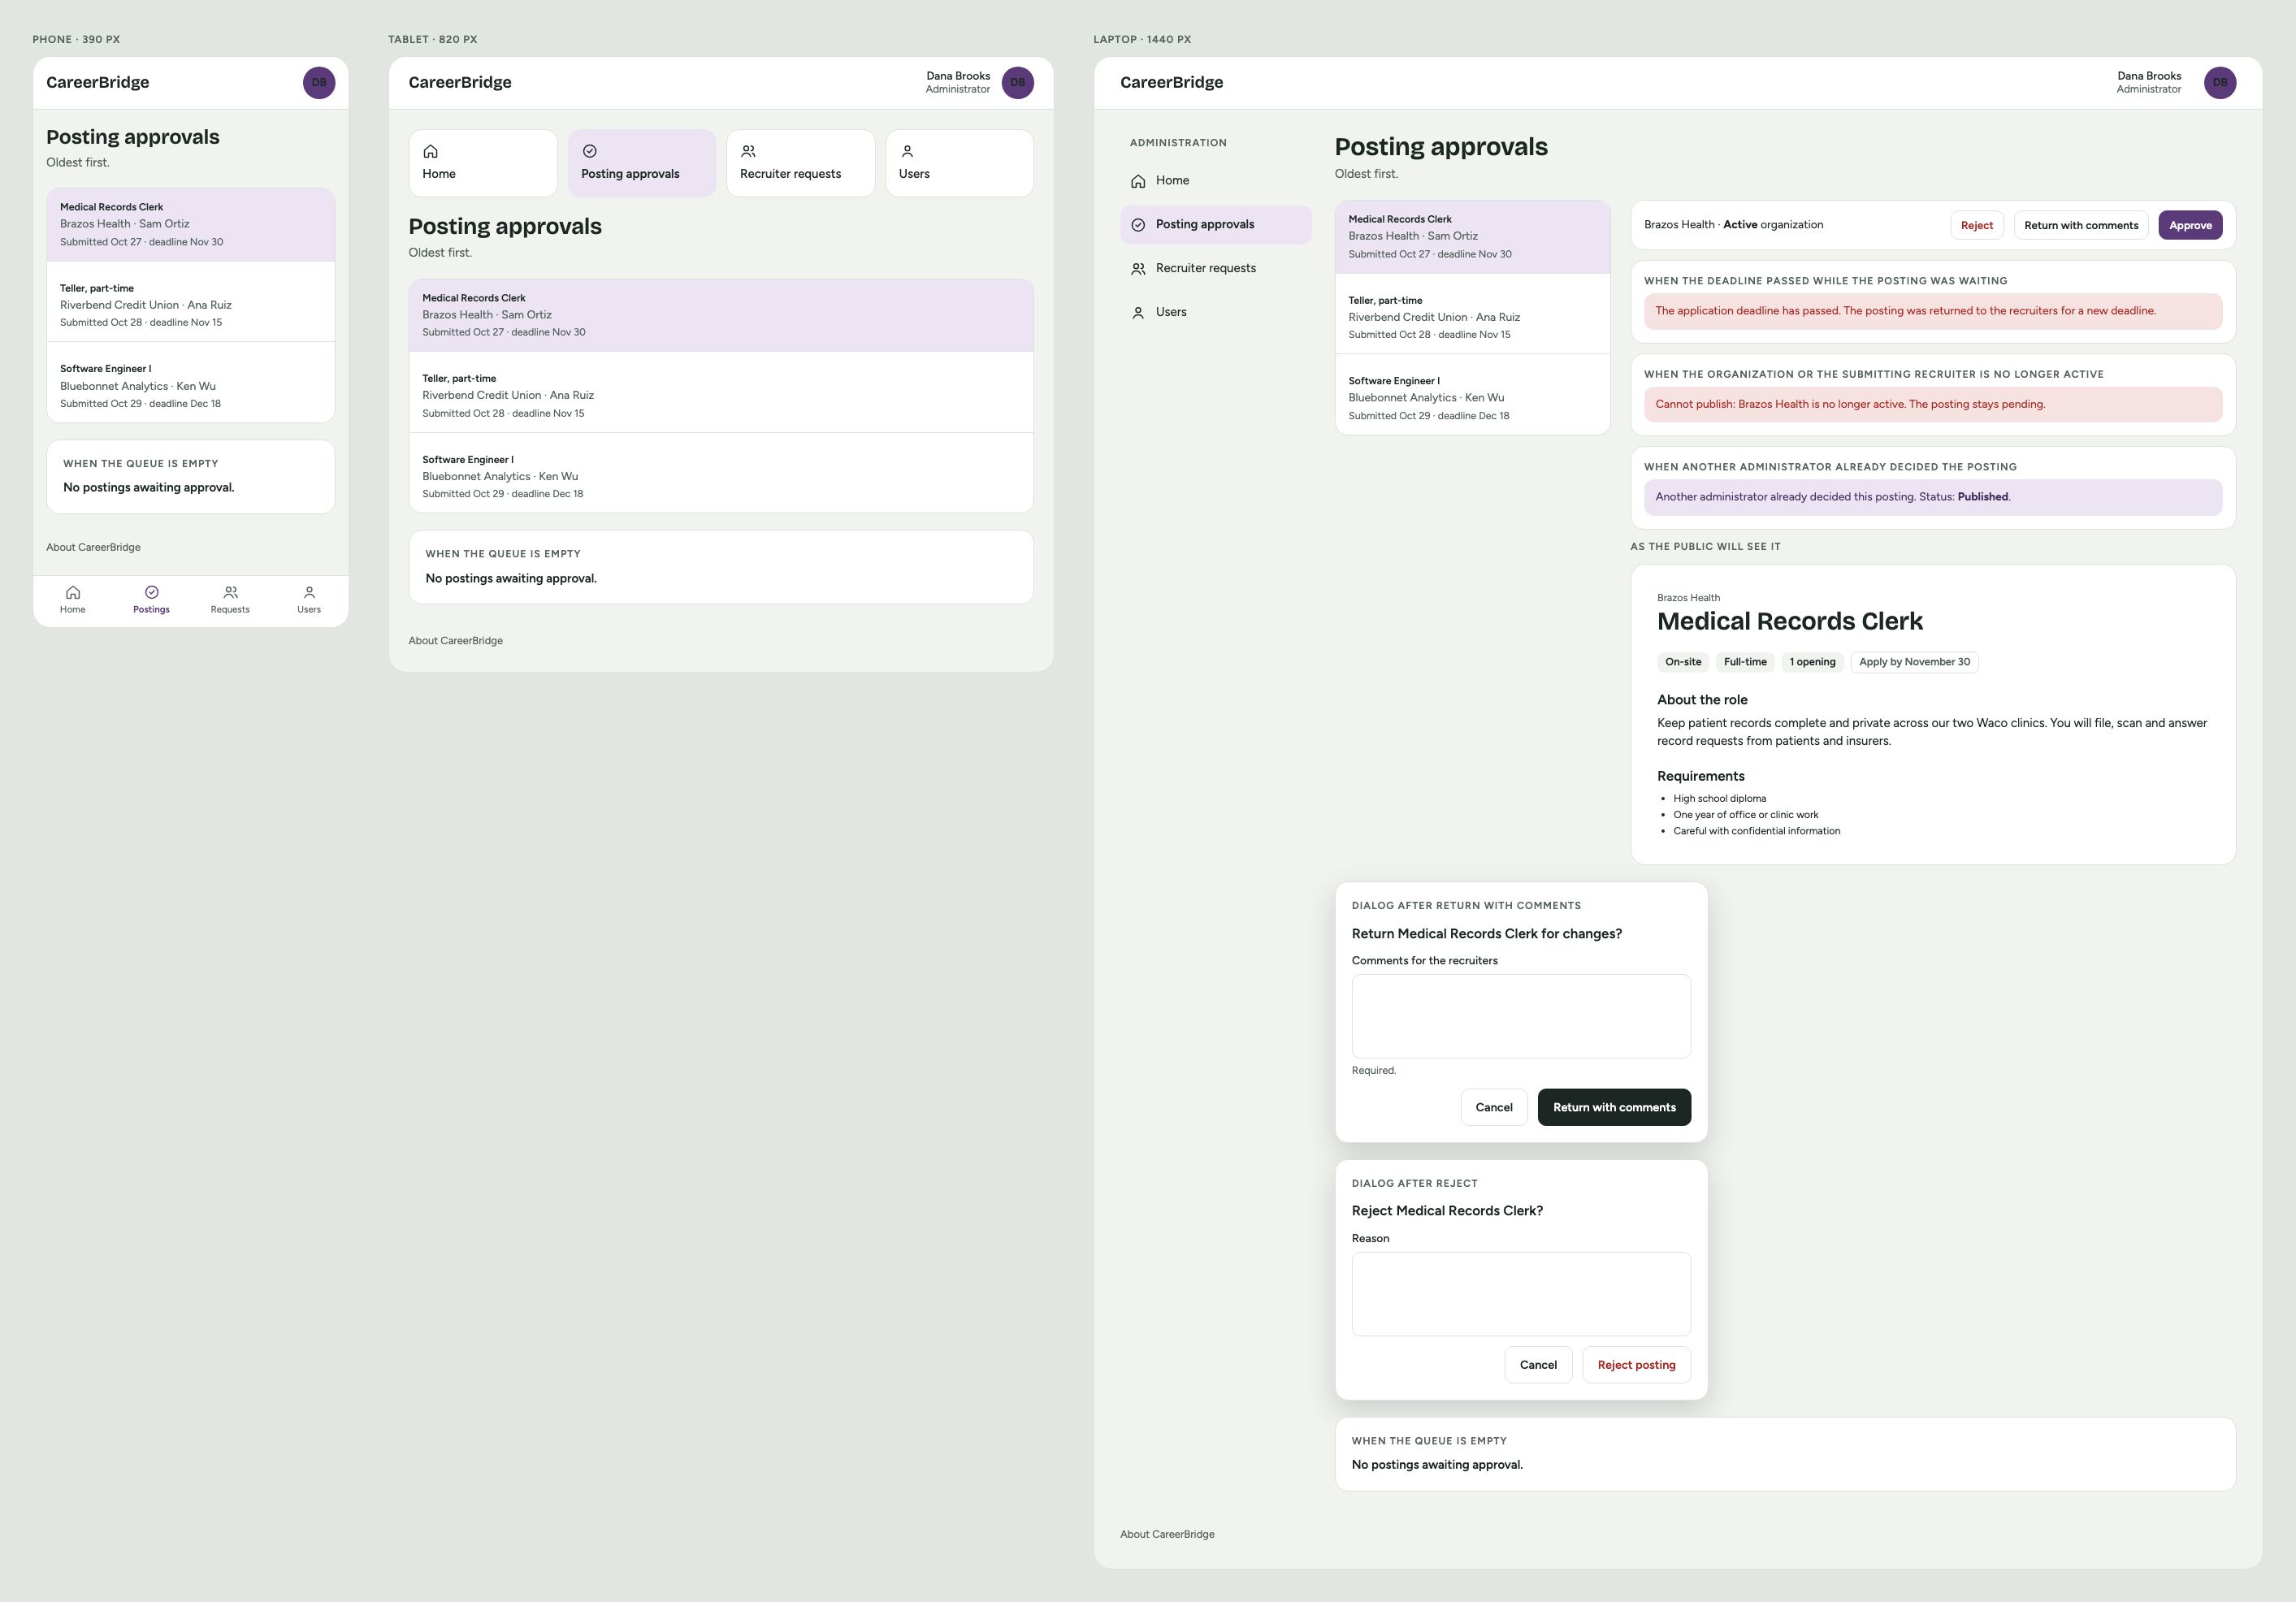 PHONE · 390 PX
CareerBridge
DB
Posting approvals
Oldest first.
Medical Records Clerk
Brazos Health · Sam Ortiz
Submitted Oct 27 · deadline Nov 30
Teller, part-time
Riverbend Credit Union · Ana Ruiz
Submitted Oct 28 · deadline Nov 15
Software Engineer I
Bluebonnet Analytics · Ken Wu
Submitted Oct 29 · deadline Dec 18
WHEN THE QUEUE IS EMPTY
No postings awaiting approval.
About CareerBridge
Home
Postings
Requests
Users
TABLET · 820 PX
CareerBridge
Dana Brooks
Administrator
DB
Home
Posting approvals
Recruiter requests
Users
Posting approvals
Oldest first.
Medical Records Clerk
Brazos Health · Sam Ortiz
Submitted Oct 27 · deadline Nov 30
Teller, part-time
Riverbend Credit Union · Ana Ruiz
Submitted Oct 28 · deadline Nov 15
Software Engineer I
Bluebonnet Analytics · Ken Wu
Submitted Oct 29 · deadline Dec 18
WHEN THE QUEUE IS EMPTY
No postings awaiting approval.
About CareerBridge
LAPTOP · 1440 PX
CareerBridge
Dana Brooks
Administrator
DB
ADMINISTRATION
Home
Posting approvals
Recruiter requests
Users
Posting approvals
Oldest first.
Medical Records Clerk
Brazos Health · Sam Ortiz
Submitted Oct 27 · deadline Nov 30
Teller, part-time
Riverbend Credit Union · Ana Ruiz
Submitted Oct 28 · deadline Nov 15
Software Engineer I
Bluebonnet Analytics · Ken Wu
Submitted Oct 29 · deadline Dec 18
Brazos Health · Active organization
Reject
Return with comments
Approve
WHEN THE DEADLINE PASSED WHILE THE POSTING WAS WAITING
The application deadline has passed. The posting was returned to the recruiters for a new deadline.
WHEN THE ORGANIZATION OR THE SUBMITTING RECRUITER IS NO LONGER ACTIVE
Cannot publish: Brazos Health is no longer active. The posting stays pending.
WHEN ANOTHER ADMINISTRATOR ALREADY DECIDED THE POSTING
Another administrator already decided this posting. Status: Published.
AS THE PUBLIC WILL SEE IT
Brazos Health
Medical Records Clerk
On-site
Full-time
1 opening
Apply by November 30
About the role
Keep patient records complete and private across our two Waco clinics. You will file, scan and answer
record requests from patients and insurers.
Requirements
• High school diploma
• One year of office or clinic work
• Careful with confidential information
DIALOG AFTER RETURN WITH COMMENTS
Return Medical Records Clerk for changes?
Comments for the recruiters
Required.
Cancel
Return with comments
DIALOG AFTER REJECT
Reject Medical Records Clerk?
Reason
Cancel
Reject posting
WHEN THE QUEUE IS EMPTY
No postings awaiting approval.
About CareerBridge